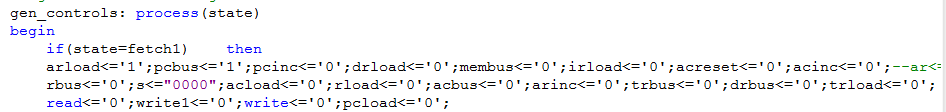 gen_controls: process(state)
begin
if(state=fetch1) then
arload<='1';pcbus<='1';pcinc<='0';drload<='0';membus<='0';irload<='0';acreset<='0';acinc<='0';--ar<=
rbus<='0';s<="0000";acload<='0';rload<='0';acbus<='0';arinc<='0';trbus<='0';drbus<='0';trload<='0';
read<='0';write1<='0';write<='0';pcload<='0';